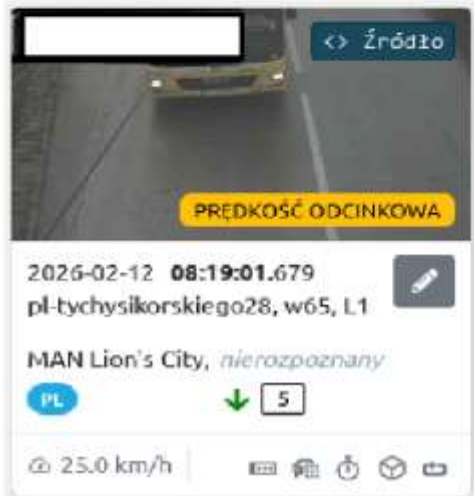 <> Źródło
PRĘDKOŚĆ ODCINKOWA
2026-02-12 08:19:01.679
pl-tychysikorskiego28, w65, L1
MAN Lion's City, nierozpoznany
PL
5
25.0 km/h